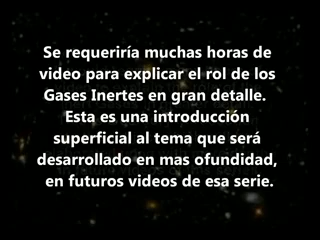 Se requeriría muchas horas de
video para explicar el rol de los
Gases Inertes en gran detalle.
Esta es una introducción
superficial al tema que será
desarrollado en mas ofundidad,
en futuros videos de esa serie.